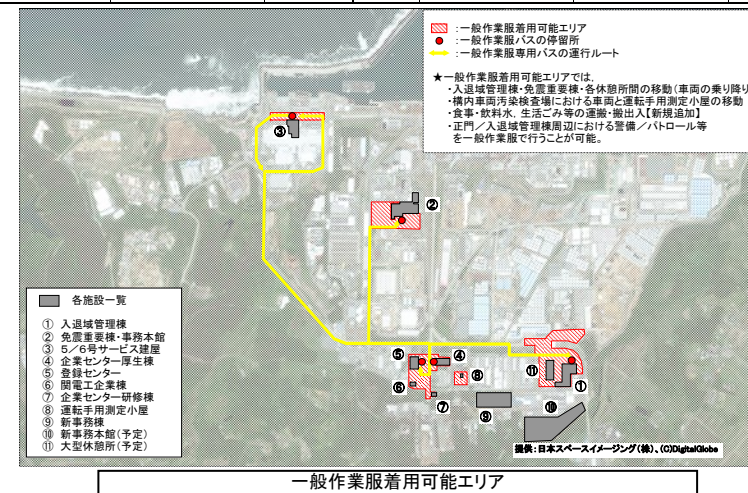 :一般作業服着用可能エリア
:一般作業服バスの停留所
:一般作業服専用バスの運行ルート
★一般作業服着用可能エリアでは、
・入退域管理棟・免震重要棟・各休憩所間の移動(車両の乗り降り
・構内車両汚染検査場における車両と運転手用測定小屋の移動
・食事・飲料水、生活ごみ等の運搬・搬出入【新規追加】
・正門/入退域管理棟周辺における警備/パトロール等
を一般作業服で行うことが可能。
③
②
⑤
④
⑥
⑧
⑦
⑨
⑪
①
⑩
各施設一覧
① 入退域管理棟
② 免震重要棟・事務本館
③ 5/6号サービス建屋
④ 企業センター厚生棟
⑤ 登録センター
⑥ 関電工企業棟
⑦ 企業センター研修棟
⑧ 運転手用測定小屋
⑨ 新事務棟
⑩ 新事務本館(予定)
⑪ 大型休憩所(予定)
提供:日本スペースイメージング(株)、(C)DigitalGlobe
一般作業服着用可能エリア